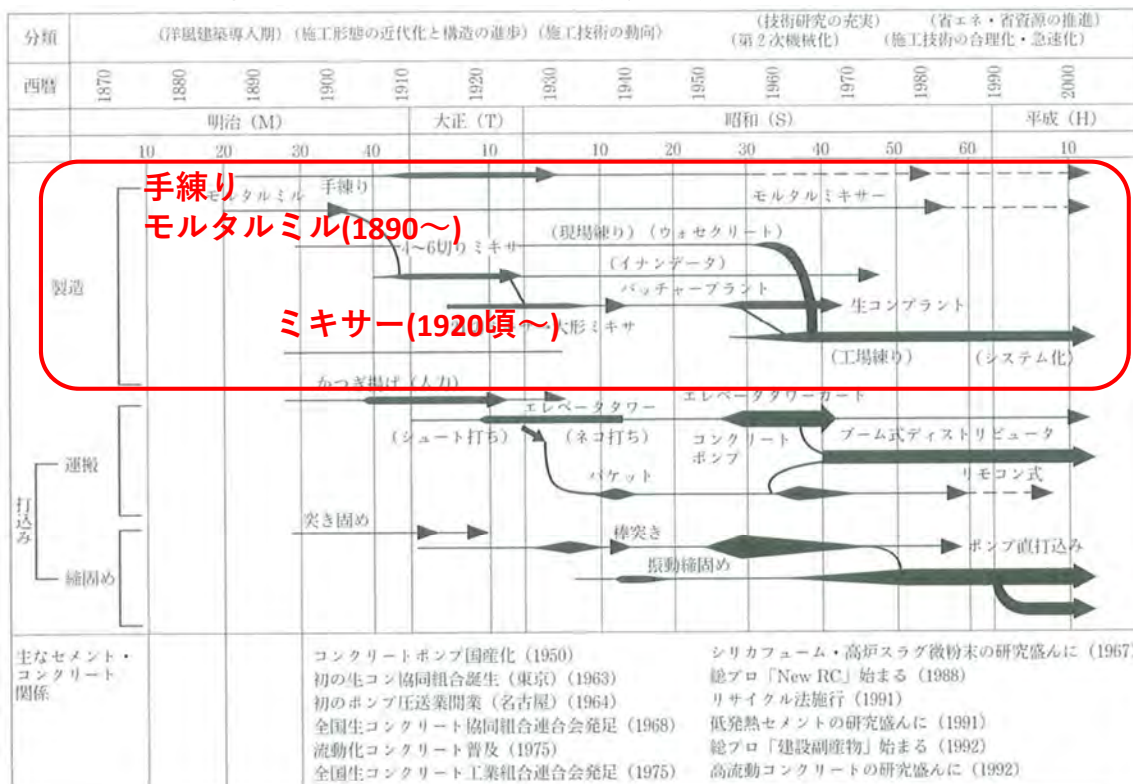 分類
(洋風建築導入期) (施工形態の近代化と構造の進歩) (施工技術の動向)
(技術研究の充実) (省エネ・省資源の推進)
(第2次機械化) (施工技術の合理化・急速化)
西暦 1870 1880 1890 1900 1910 1920 1930 1940 1950 1960 1970 1980 1990 2000
明治 (M) 大正 (T) 昭和 (S) 平成 (H)
10 20 30 40 10 10 20 30 40 50 60 10
製造
手練り
手練り
モルタルミル
モルタルミキサー
モルタルミル(1890～)
(現場練り) (ウォセクリート)
4～6切りミキサ
(イナンデータ)
バッチャープラント
生コンプラント
ミキサー(1920頃～)
大形ミキサ
(工場練り) (システム化)
かつぎ揚げ (人力)
エレベータタワー
エレベータタワーカート
(シュート打ち) (ネコ打ち)
コンクリート
ポンプ
ブーム式ディストリビュータ
打込み
運搬
バケット
リモコン式
突き固め
棒突き
ポンプ直打込み
締固め
振動締固め
主なセメント・
コンクリート
関係
コンクリートポンプ国産化 (1950)
初の生コン協同組合誕生 (東京) (1963)
初のポンプ圧送業開業 (名古屋) (1964)
全国生コンクリート協同組合連合会発足 (1968)
流動化コンクリート普及 (1975)
全国生コンクリート工業組合連合会発足 (1975)
シリカフューム・高炉スラグ微粉末の研究盛んに (1967)
総プロ「New RC」始まる (1988)
リサイクル法施行 (1991)
低発熱セメントの研究盛んに (1991)
総プロ「建設副産物」始まる (1992)
高流動コンクリートの研究盛んに (1992)